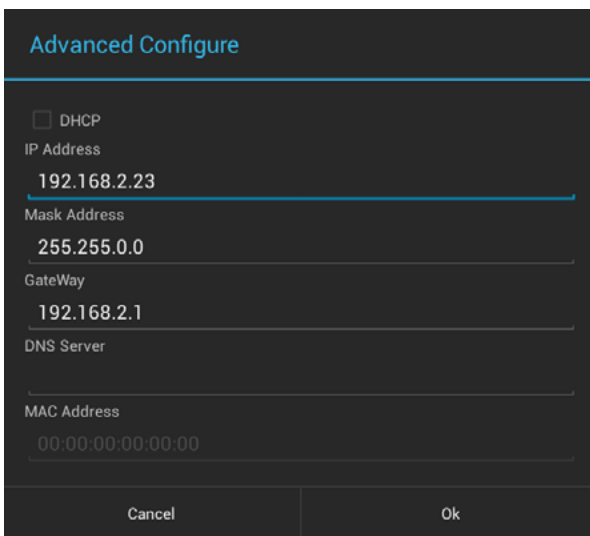 Advanced Configure
DHCP
IP Address
192.168.2.23
Mask Address
255.255.0.0
GateWay
192.168.2.1
DNS Server
MAC Address
00:00:00:00:00:00
Cancel Ok